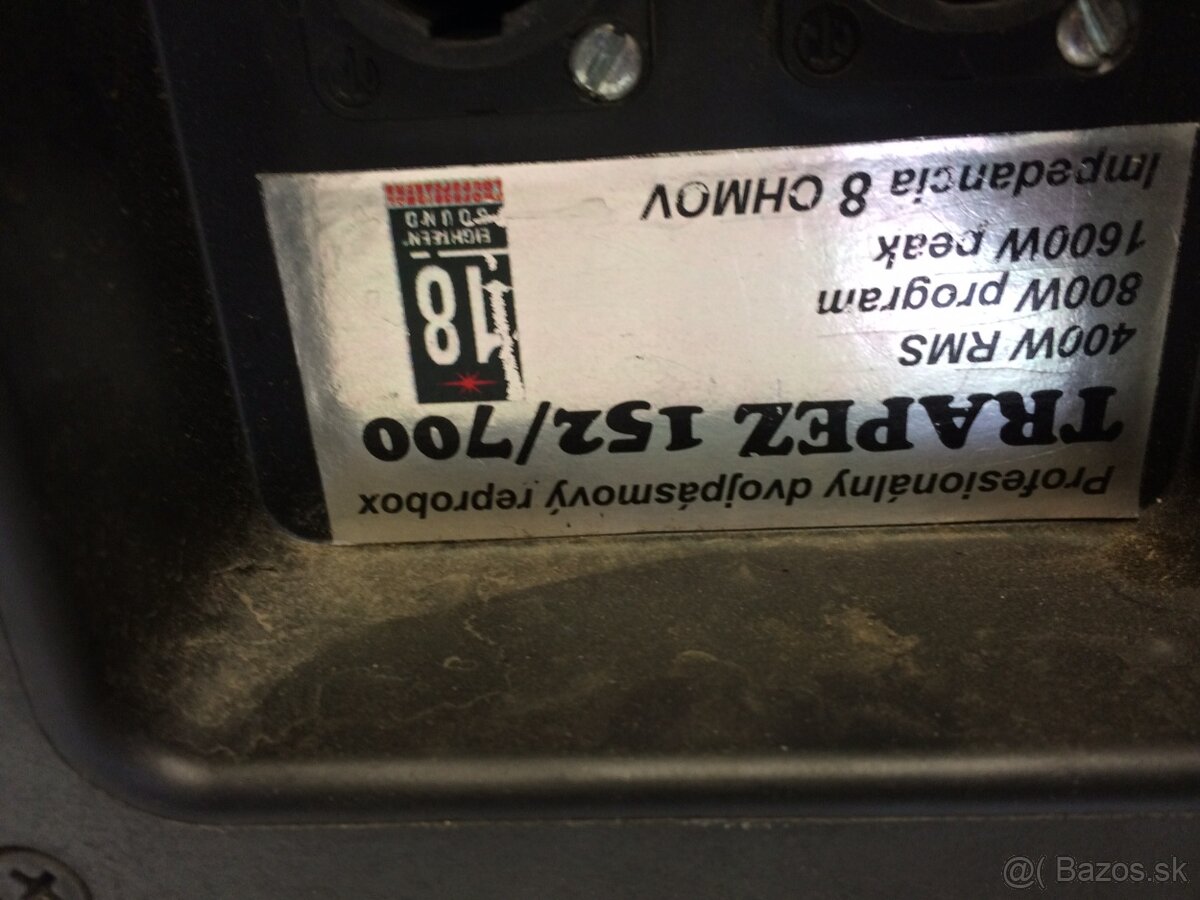 Profesionálny dvojpásmový reprobox
TRAPEZ 152/700
400W RMS
800W program
1600W peak
Impedancia 8 OHMOV
18
EIGHTEEN
SOUND
@( Bazos.sk